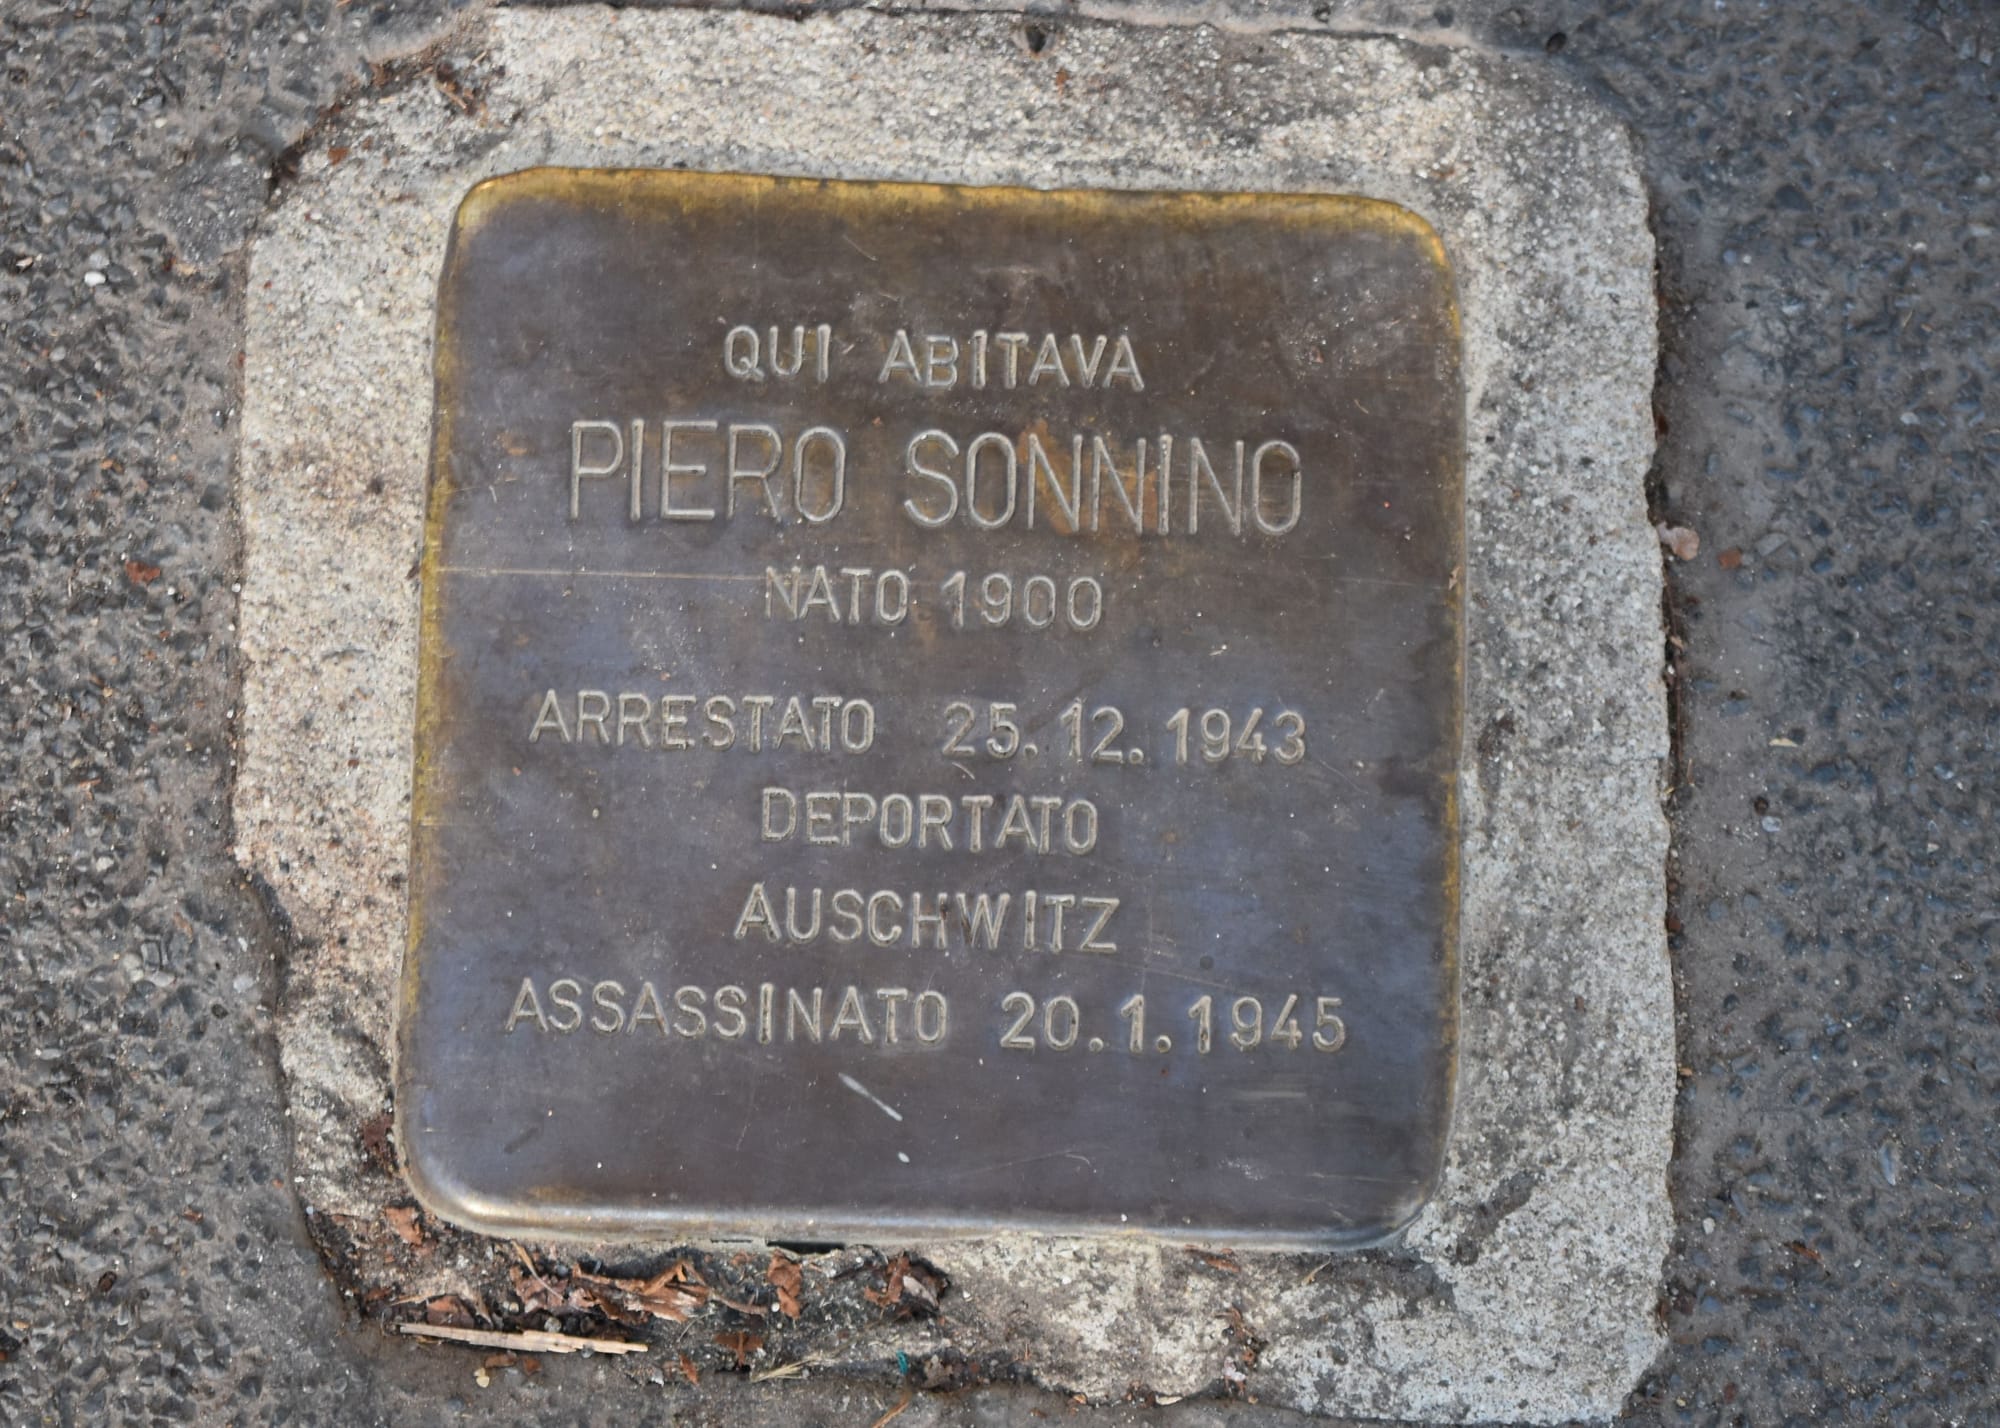 QUI ABITAVA
PIERO SONNINO
NATO 1900
ARRESTATO 25.12.1943
DEPORTATO
AUSCHWITZ
ASSASSINATO 20.1.1945